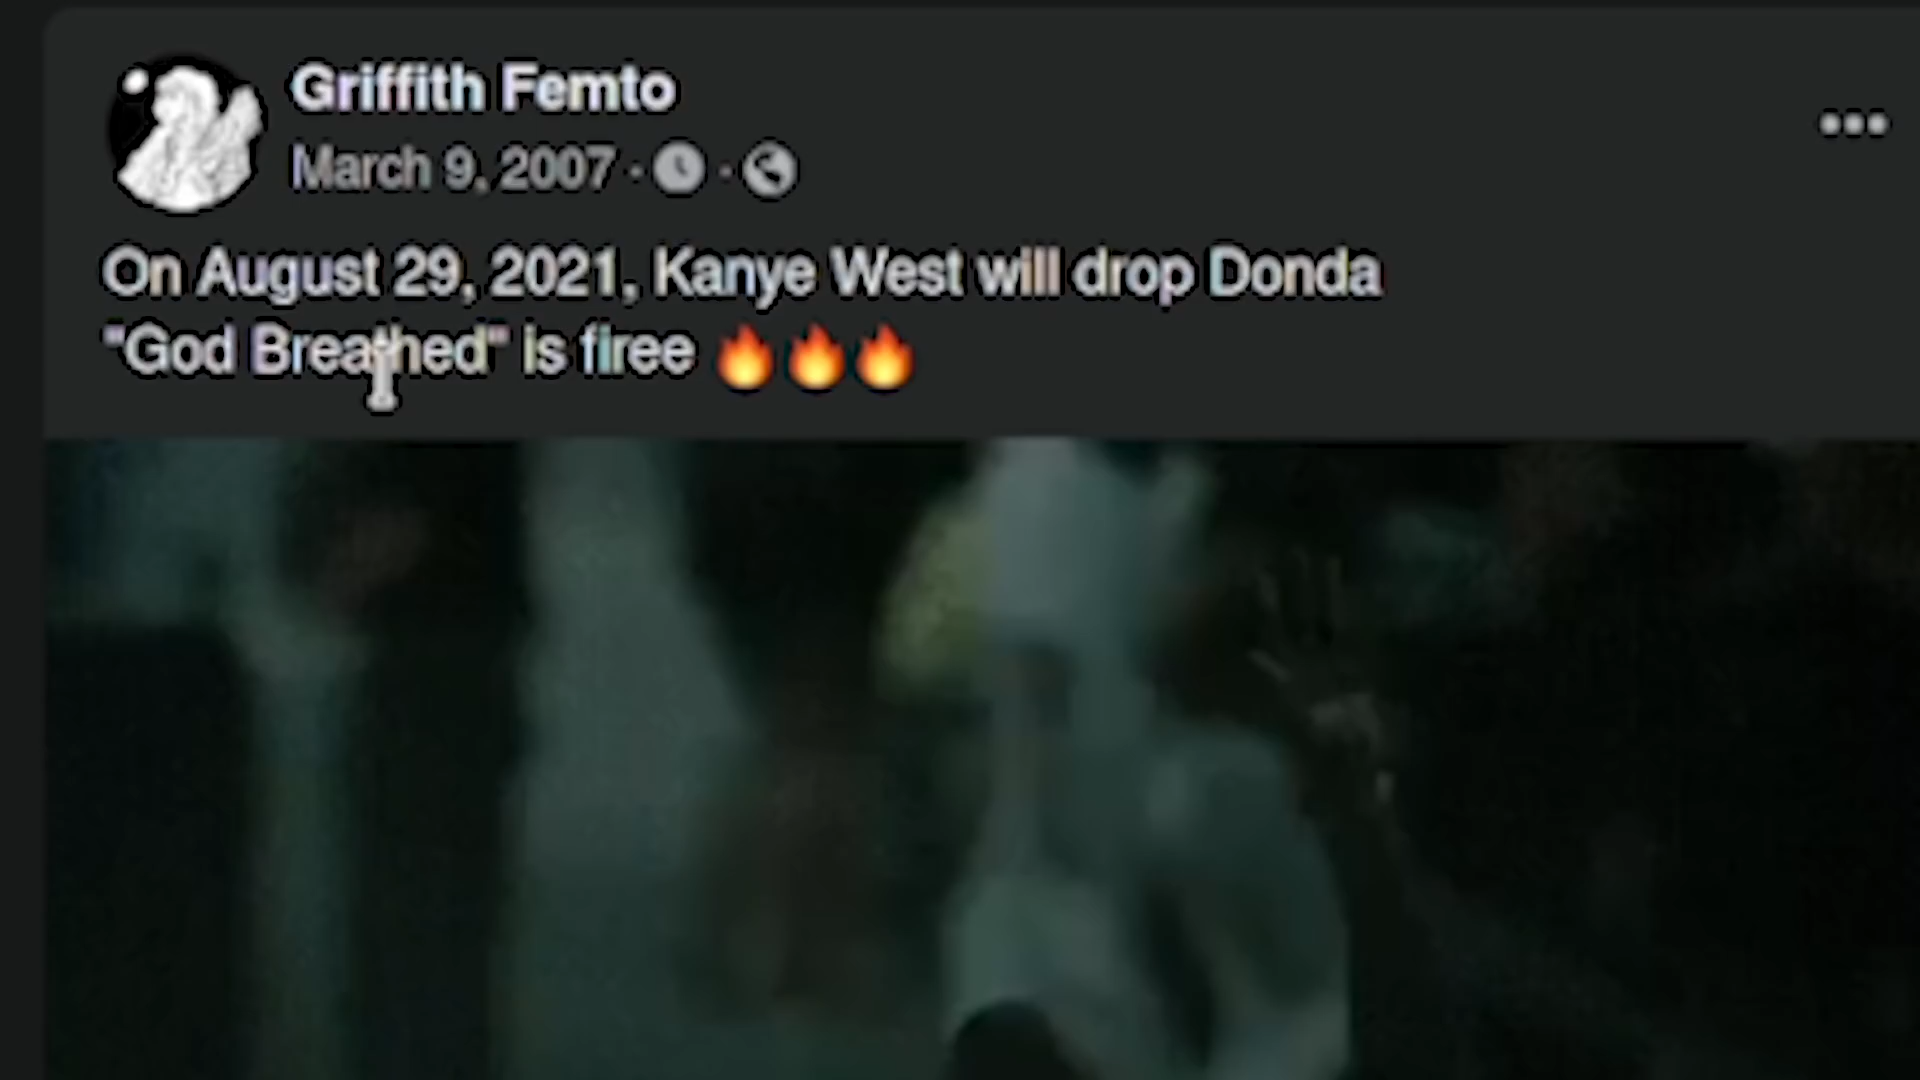 Griffith Femto
March 9, 2007 ·  ·
On August 29, 2021, Kanye West will drop Donda
"God Breathed" is firee 🔥🔥🔥